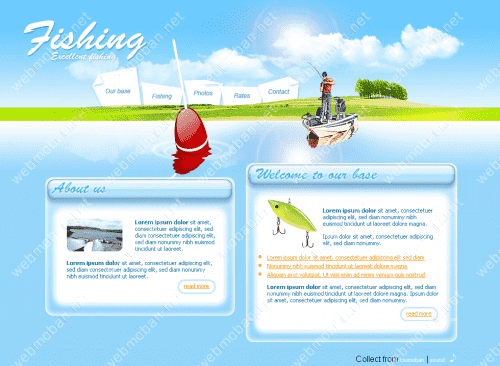 Fishing
Excellent fishing
Our base
Fishing
Photos
Rates
Contact
About us
Lorem ipsum dolor sit amet,
consectetuer adipiscing
elit, sed diam consectetuer
adipiscing elit, sed diam
nonummy nibh euismod
tincidunt ut laoreet.
Lorem ipsum dolor sit amet, consectetuer
adipiscing elit, sed diam consectetuer adipiscing
elit, sed diam nonummy nibh euismod
tincidunt ut laoreet.
read more
Welcome to our base
Lorem ipsum dolor sit amet, consectetuer
adipiscing elit, sed diam nonummy nibh
euismod tincidunt ut laoreet dolore magna.
Ipsum dolor sit amet, consectetuer
adipiscing elit, sed diam.
Lorem ipsum dolor sit amet, consectetuer adipiscing elit, sed diam
Nonummy nibh euismod tincidunt ut laoreet dolore magna
Aliquam erat volutpat. Ut wisi enim ad minim veniam quis nostrud
Lorem ipsum dolor sit amet, consectetuer adipiscing elit, sed diam
nonummy nibh euismod tincidunt ut laoreet dolore magna. Ipsum dolor
sit amet, consectetuer adipiscing elit, sed diam nonummy.
read more
Collect from
webmoban.net